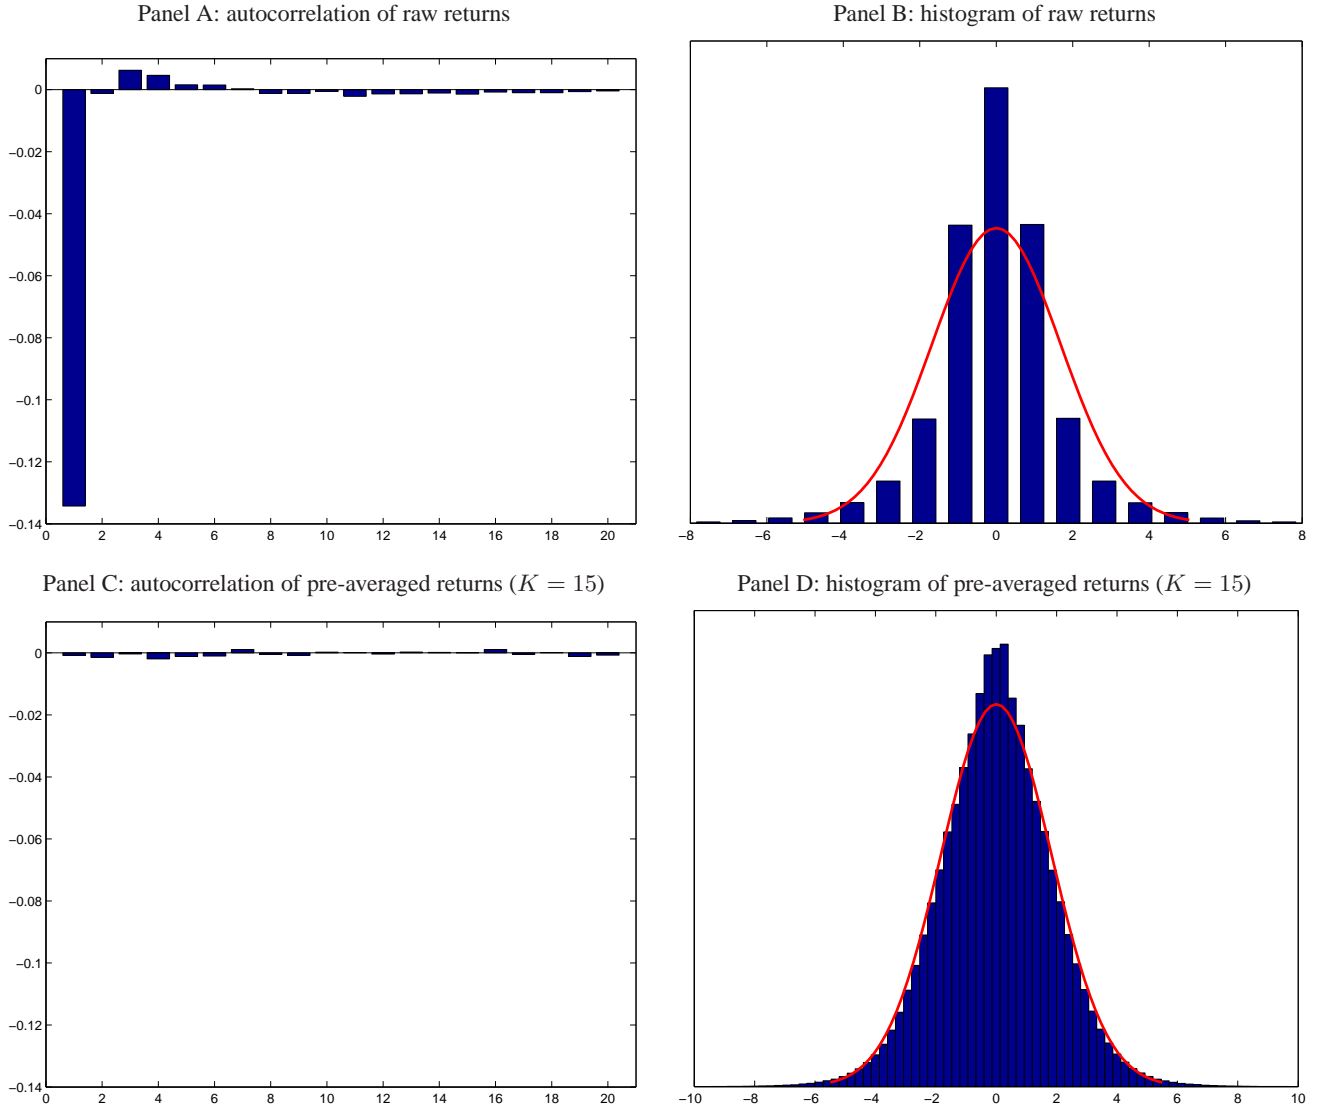 Panel A: autocorrelation of raw returns
0
−0.02
−0.04
−0.06
−0.08
−0.1
−0.12
−0.14
0 2 4 6 8 10 12 14 16 18 20
Panel B: histogram of raw returns
−8 −6 −4 −2 0 2 4 6 8
Panel C: autocorrelation of pre-averaged returns (K = 15)
0
−0.02
−0.04
−0.06
−0.08
−0.1
−0.12
−0.14
0 2 4 6 8 10 12 14 16 18 20
Panel D: histogram of pre-averaged returns (K = 15)
−10 −8 −6 −4 −2 0 2 4 6 8 10